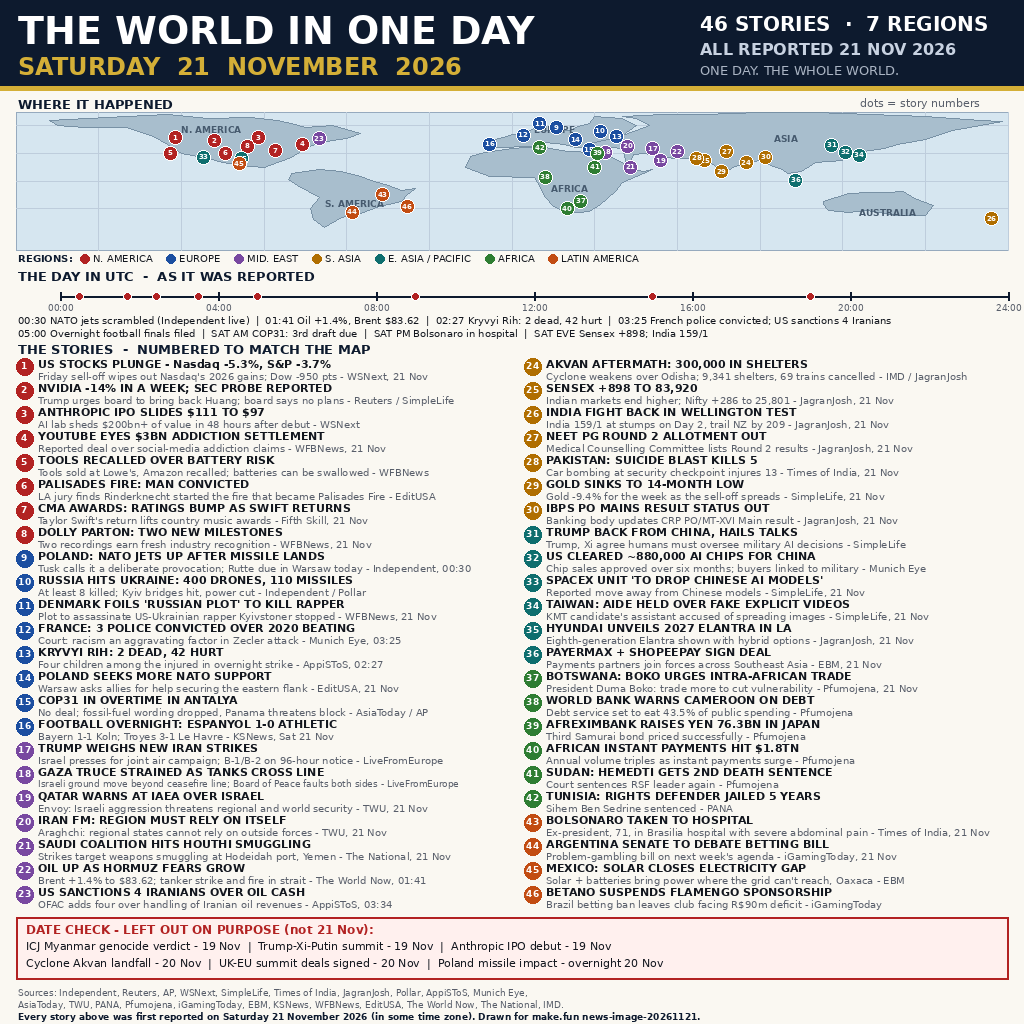 THE WORLD IN ONE DAY
SATURDAY 21 NOVEMBER 2026
46 STORIES · 7 REGIONS
ALL REPORTED 21 NOV 2026
ONE DAY. THE WHOLE WORLD.
WHERE IT HAPPENED
dots = story numbers
N. AMERICA
ASIA
AFRICA
S. AMERICA
AUSTRALIA
REGIONS: N. AMERICA EUROPE MID. EAST S. ASIA E. ASIA / PACIFIC AFRICA LATIN AMERICA
THE DAY IN UTC - AS IT WAS REPORTED
00:00 04:00 08:00 12:00 16:00 20:00 24:00
00:30 NATO jets scrambled (Independent live) | 01:41 Oil +1.4%, Brent $83.62 | 02:27 Kryvyi Rih: 2 dead, 42 hurt | 03:25 French police convicted; US sanctions 4 Iranians
05:00 Overnight football finals filed | SAT AM COP31: 3rd draft due | SAT PM Bolsonaro in hospital | SAT EVE Sensex +898; India 159/1
THE STORIES - NUMBERED TO MATCH THE MAP
1 US STOCKS PLUNGE - Nasdaq -5.3%, S&P -3.7%
Friday sell-off wipes out Nasdaq's 2026 gains; Dow -950 pts - WSNext, 21 Nov
2 NVIDIA -14% IN A WEEK; SEC PROBE REPORTED
Trump urges board to bring back Huang; board says no plans - Reuters / SimpleLife
3 ANTHROPIC IPO SLIDES $111 TO $97
AI lab sheds $200bn+ of value in 48 hours after debut - WSNext
4 YOUTUBE EYES $3BN ADDICTION SETTLEMENT
Reported deal over social-media addiction claims - WFBNews, 21 Nov
5 TOOLS RECALLED OVER BATTERY RISK
Tools sold at Lowe's, Amazon recalled; batteries can be swallowed - WFBNews
6 PALISADES FIRE: MAN CONVICTED
LA jury finds Rinderknecht started the fire that became Palisades Fire - EditUSA
7 CMA AWARDS: RATINGS BUMP AS SWIFT RETURNS
Taylor Swift's return lifts country music awards - Fifth Skill, 21 Nov
8 DOLLY PARTON: TWO NEW MILESTONES
Two recordings earn fresh industry recognition - WFBNews, 21 Nov
9 POLAND: NATO JETS UP AFTER MISSILE LANDS
Tusk calls it a deliberate provocation; Rutte due in Warsaw today - Independent, 00:30
10 RUSSIA HITS UKRAINE: 400 DRONES, 110 MISSILES
At least 8 killed; Kyiv bridges hit, power cut - Independent / Pollar
11 DENMARK FOILS 'RUSSIAN PLOT' TO KILL RAPPER
Plot to assassinate US-Ukrainian rapper Kyivstoner stopped - WFBNews, 21 Nov
12 FRANCE: 3 POLICE CONVICTED OVER 2020 BEATING
Court: racism an aggravating factor in Zecler attack - Munich Eye, 03:25
13 KRYVYI RIH: 2 DEAD, 42 HURT
Four children among the injured in overnight strike - AppiSToS, 02:27
14 POLAND SEEKS MORE NATO SUPPORT
Warsaw asks allies for help securing the eastern flank - EditUSA, 21 Nov
15 COP31 IN OVERTIME IN ANTALYA
No deal; fossil-fuel wording dropped, Panama threatens block - AsiaToday / AP
16 FOOTBALL OVERNIGHT: ESPANYOL 1-0 ATHLETIC
Bayern 1-1 Koln; Troyes 3-1 Le Havre - KSNews, Sat 21 Nov
17 TRUMP WEIGHS NEW IRAN STRIKES
Israel presses for joint air campaign; B-1/B-2 on 96-hour notice - LiveFromEurope
18 GAZA TRUCE STRAINED AS TANKS CROSS LINE
Israeli ground move beyond ceasefire line; Board of Peace faults both sides - LiveFromEurope
19 QATAR WARNS AT IAEA OVER ISRAEL
Envoy: Israeli aggression threatens regional and world security - TWU, 21 Nov
20 IRAN FM: REGION MUST RELY ON ITSELF
Araghchi: regional states cannot rely on outside forces - TWU, 21 Nov
21 SAUDI COALITION HITS HOUTHI SMUGGLING
Strikes target weapons smuggling at Hodeidah port, Yemen - The National, 21 Nov
22 OIL UP AS HORMUZ FEARS GROW
Brent +1.4% to $83.62; tanker strike and fire in strait - The World Now, 01:41
23 US SANCTIONS 4 IRANIANS OVER OIL CASH
OFAC adds four over handling of Iranian oil revenues - AppiSToS, 03:34
24 AKVAN AFTERMATH: 300,000 IN SHELTERS
Cyclone weakens over Odisha; 9,341 shelters, 69 trains cancelled - IMD / JagranJosh
25 SENSEX +898 TO 83,920
Indian markets end higher; Nifty +286 to 25,801 - JagranJosh, 21 Nov
26 INDIA FIGHT BACK IN WELLINGTON TEST
India 159/1 at stumps on Day 2, trail NZ by 209 - JagranJosh, 21 Nov
27 NEET PG ROUND 2 ALLOTMENT OUT
Medical Counselling Committee lists Round 2 results - JagranJosh, 21 Nov
28 PAKISTAN: SUICIDE BLAST KILLS 5
Car bombing at security checkpoint injures 13 - Times of India, 21 Nov
29 GOLD SINKS TO 14-MONTH LOW
Gold -9.4% for the week as the sell-off spreads - SimpleLife, 21 Nov
30 IBPS PO MAINS RESULT STATUS OUT
Banking body updates CRP PO/MT-XVI Main result - JagranJosh, 21 Nov
31 TRUMP BACK FROM CHINA, HAILS TALKS
Trump, Xi agree humans must oversee military AI decisions - SimpleLife
32 US CLEARED ~880,000 AI CHIPS FOR CHINA
Chip sales approved over six months; buyers linked to military - Munich Eye
33 SPACEX UNIT 'TO DROP CHINESE AI MODELS'
Reported move away from Chinese models - SimpleLife, 21 Nov
34 TAIWAN: AIDE HELD OVER FAKE EXPLICIT VIDEOS
KMT candidate's assistant accused of spreading images - SimpleLife, 21 Nov
35 HYUNDAI UNVEILS 2027 ELANTRA IN LA
Eighth-generation Elantra shown with hybrid options - JagranJosh, 21 Nov
36 PAYERMAX + SHOPEEPAY SIGN DEAL
Payments partners join forces across Southeast Asia - EBM, 21 Nov
37 BOTSWANA: BOKO URGES INTRA-AFRICAN TRADE
President Duma Boko: trade more to cut vulnerability - Pfumojena, 21 Nov
38 WORLD BANK WARNS CAMEROON ON DEBT
Debt service set to eat 43.5% of public spending - Pfumojena
39 AFREXIMBANK RAISES YEN 76.3BN IN JAPAN
Third Samurai bond priced successfully - Pfumojena
40 AFRICAN INSTANT PAYMENTS HIT $1.8TN
Annual volume triples as instant payments surge - Pfumojena
41 SUDAN: HEMEDTI GETS 2ND DEATH SENTENCE
Court sentences RSF leader again - Pfumojena
42 TUNISIA: RIGHTS DEFENDER JAILED 5 YEARS
Sihem Ben Sedrine sentenced - PANA
43 BOLSONARO TAKEN TO HOSPITAL
Ex-president, 71, in Brasilia hospital with severe abdominal pain - Times of India, 21 Nov
44 ARGENTINA SENATE TO DEBATE BETTING BILL
Problem-gambling bill on next week's agenda - iGamingToday, 21 Nov
45 MEXICO: SOLAR CLOSES ELECTRICITY GAP
Solar + batteries bring power where the grid can't reach, Oaxaca - EBM
46 BETANO SUSPENDS FLAMENGO SPONSORSHIP
Brazil betting ban leaves club facing R$90m deficit - iGamingToday
DATE CHECK - LEFT OUT ON PURPOSE (not 21 Nov):
ICJ Myanmar genocide verdict - 19 Nov | Trump-Xi-Putin summit - 19 Nov | Anthropic IPO debut - 19 Nov
Cyclone Akvan landfall - 20 Nov | UK-EU summit deals signed - 20 Nov | Poland missile impact - overnight 20 Nov
Sources: Independent, Reuters, AP, WSNext, SimpleLife, Times of India, JagranJosh, Pollar, AppiSToS, Munich Eye,
AsiaToday, TWU, PANA, Pfumojena, iGamingToday, EBM, KSNews, WFBNews, EditUSA, The World Now, The National, IMD.
Every story above was first reported on Saturday 21 November 2026 (in some time zone). Drawn for make.fun news-image-20261121.